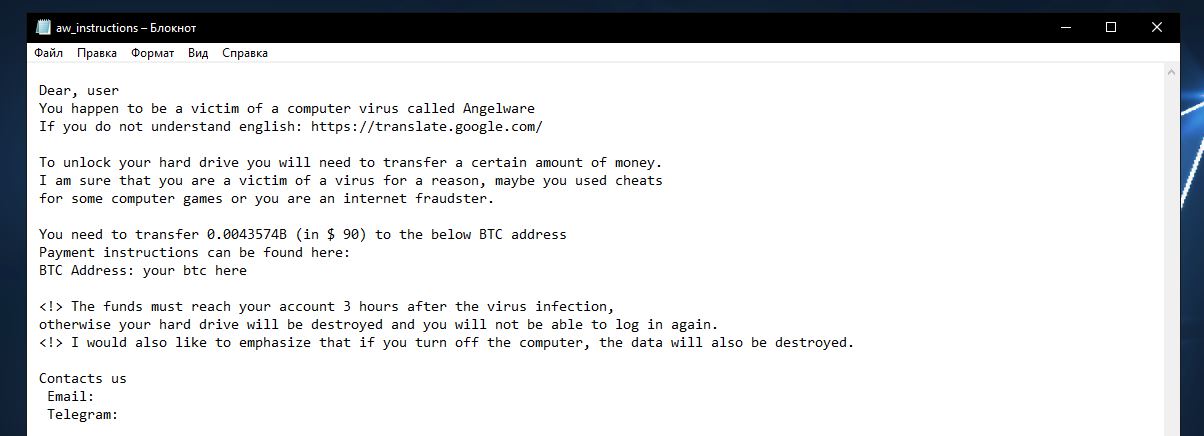 aw_instructions – Блокнот
Файл Правка Формат Вид Справка
Dear, user
You happen to be a victim of a computer virus called Angelware
If you do not understand english: https://translate.google.com/
To unlock your hard drive you will need to transfer a certain amount of money.
I am sure that you are a victim of a virus for a reason, maybe you used cheats
for some computer games or you are an internet fraudster.
You need to transfer 0.0043574B (in $ 90) to the below BTC address
Payment instructions can be found here:
BTC Address: your btc here
<!> The funds must reach your account 3 hours after the virus infection,
otherwise your hard drive will be destroyed and you will not be able to log in again.
<!> I would also like to emphasize that if you turn off the computer, the data will also be destroyed.
Contacts us
Email:
Telegram: